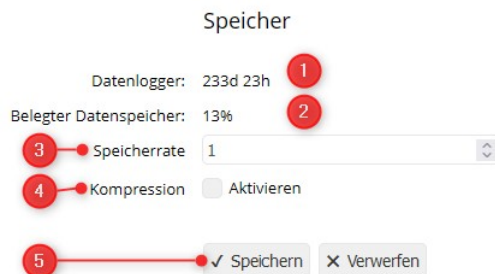 Speicher
Datenlogger: 233d 23h 1
Belegter Datenspeicher: 13% 2
3 Speicherrate 1
4 Kompression Aktivieren
5 ✓ Speichern ✕ Verwerfen